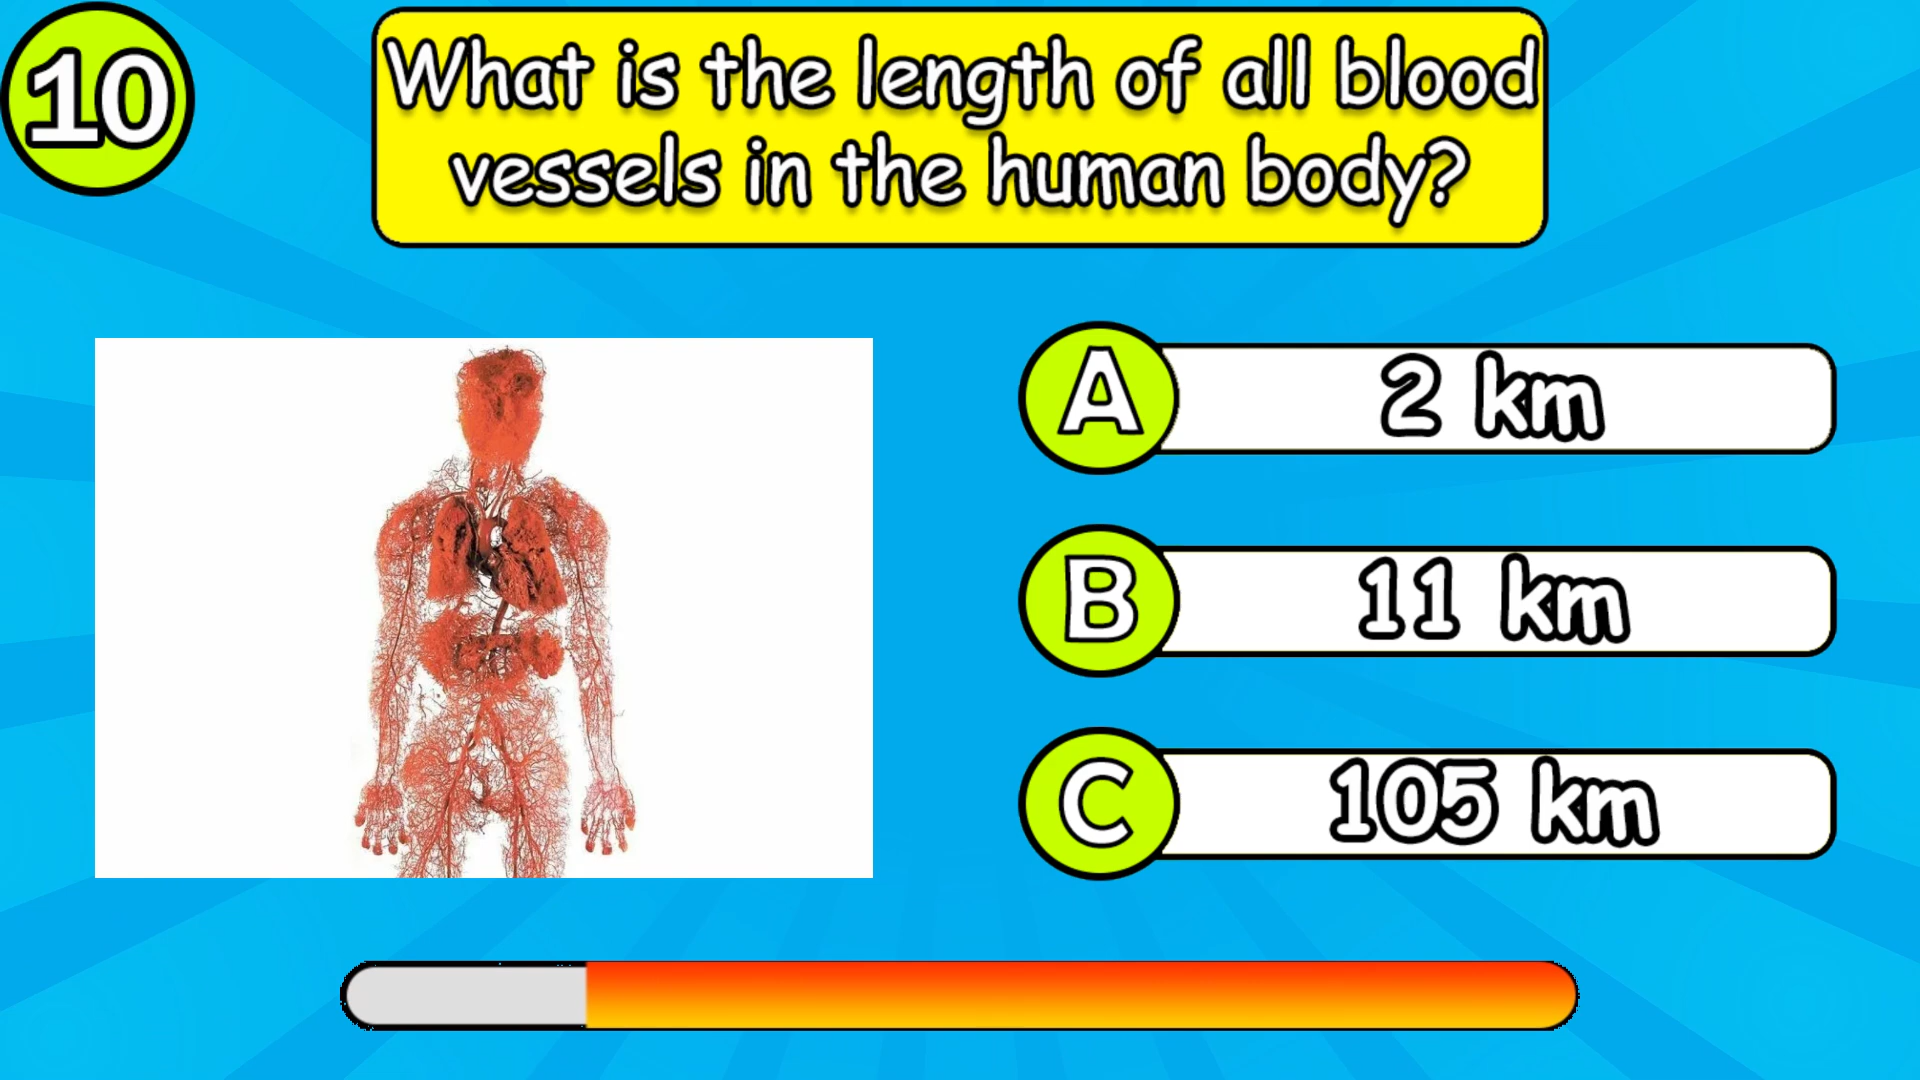 10
What is the length of all blood
vessels in the human body?
A 2 km
B 11 km
C 105 km